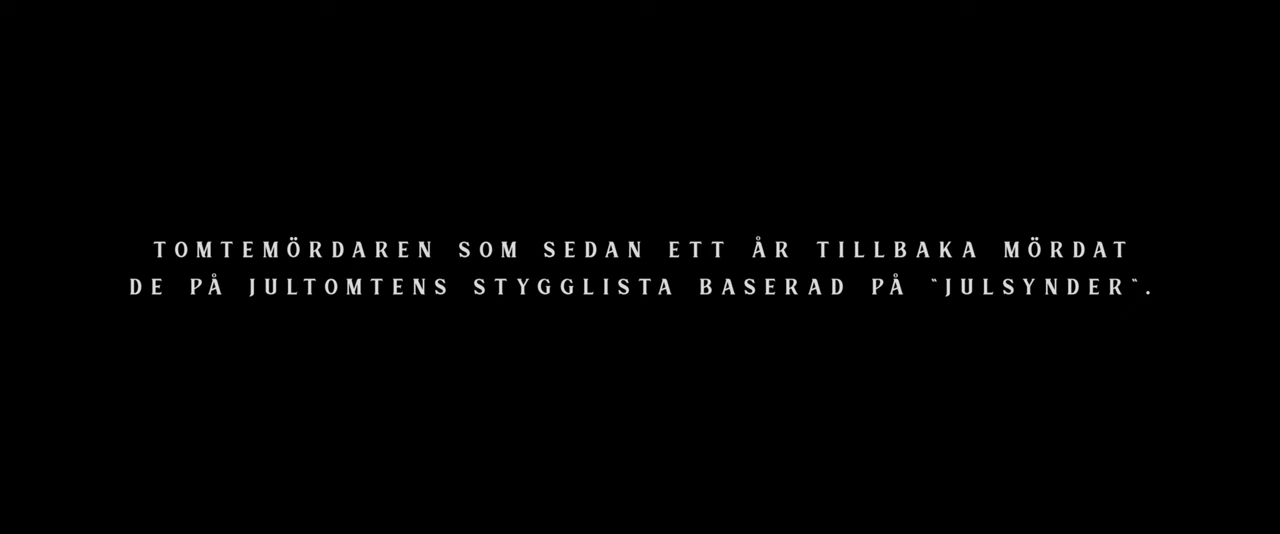 TOMTEMÖRDAREN SOM SEDAN ETT ÅR TILLBAKA MÖRDAT
DE PÅ JULTOMTENS STYGGLISTA BASERAD PÅ "JULSYNDER".